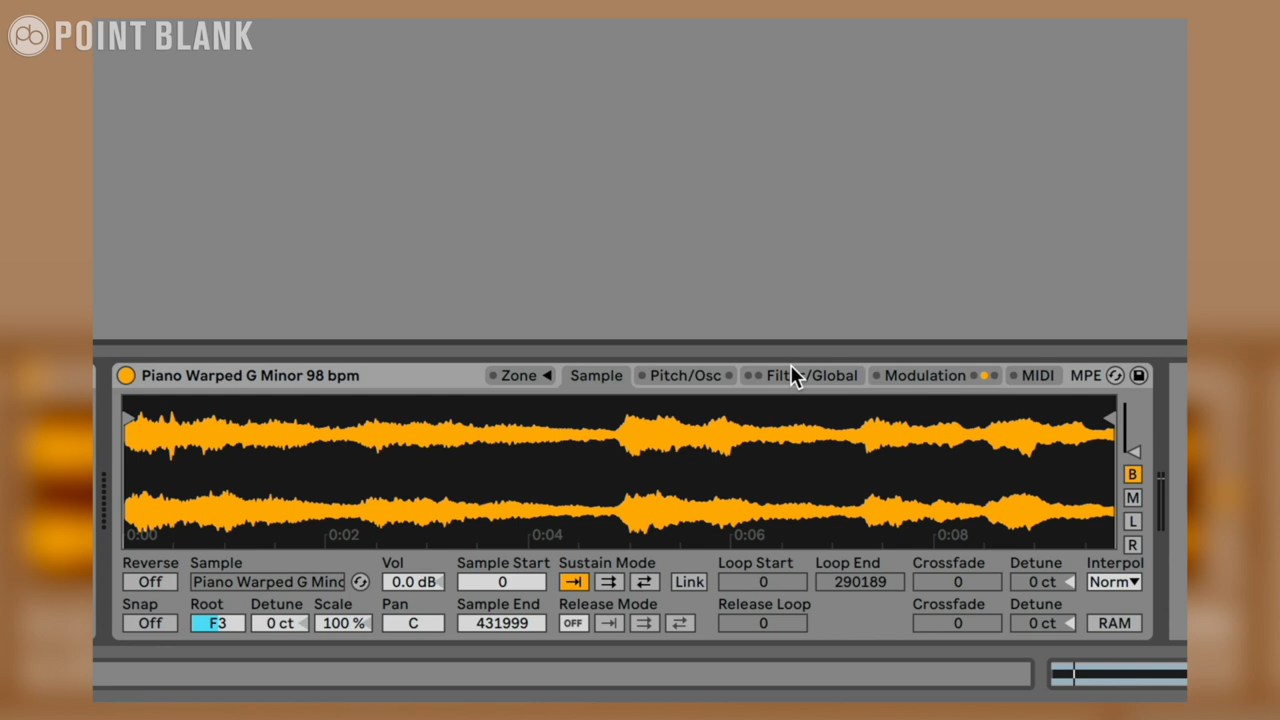 pb POINT BLANK
Piano Warped G Minor 98 bpm Zone Sample Pitch/Osc Filter/Global Modulation MIDI MPE
B
M
0:00 0:02 0:04 0:06 0:08 L
R
Reverse Sample Vol Sample Start Sustain Mode Loop Start Loop End Crossfade Detune Interpol
Off Piano Warped G Minc 0.0 dB 0 Link 0 290189 0 0 ct Norm
Snap Root Detune Scale Pan Sample End Release Mode Release Loop Crossfade Detune
Off F3 0 ct 100 % C 431999 OFF 0 0 0 ct RAM